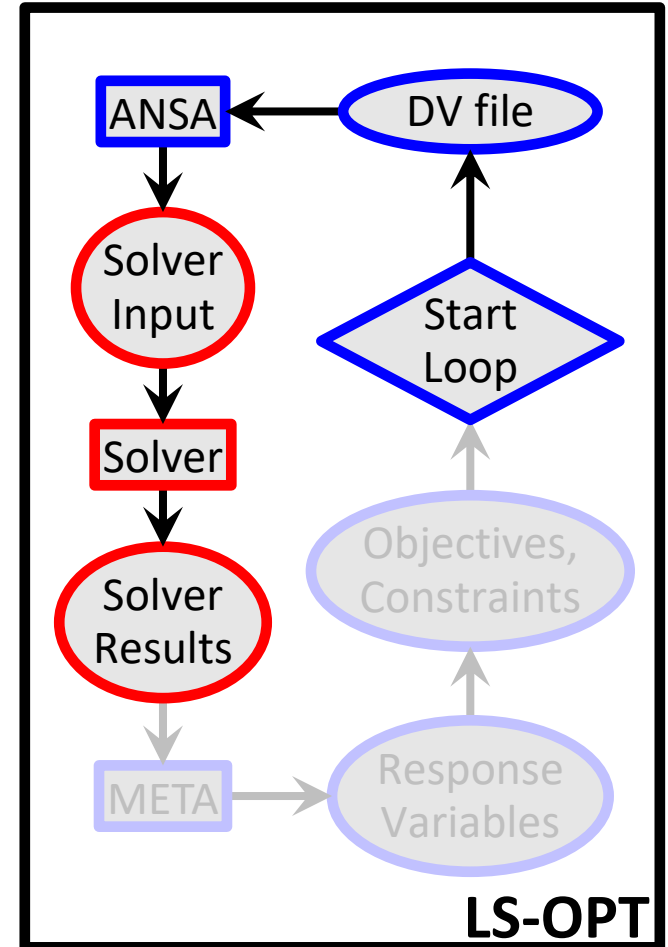 ANSA
DV file
Solver
Input
Start
Loop
Solver
Objectives,
Constraints
Solver
Results
META
Response
Variables
LS-OPT